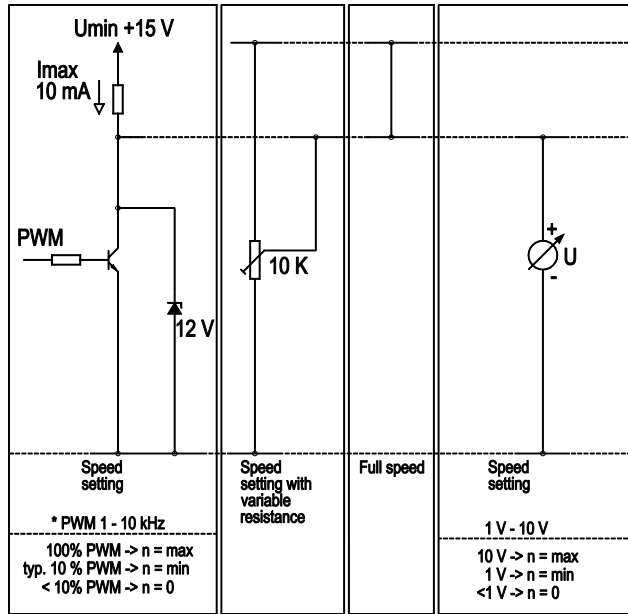 Umin +15 V
Imax
10 mA
PWM
12 V
Speed
setting
* PWM 1 - 10 kHz
100% PWM -> n = max
typ. 10 % PWM -> n = min
< 10% PWM -> n = 0
10 K
Speed
setting with
variable
resistance
Full speed
+
U
-
Speed
setting
1 V - 10 V
10 V -> n = max
1 V -> n = min
<1 V -> n = 0